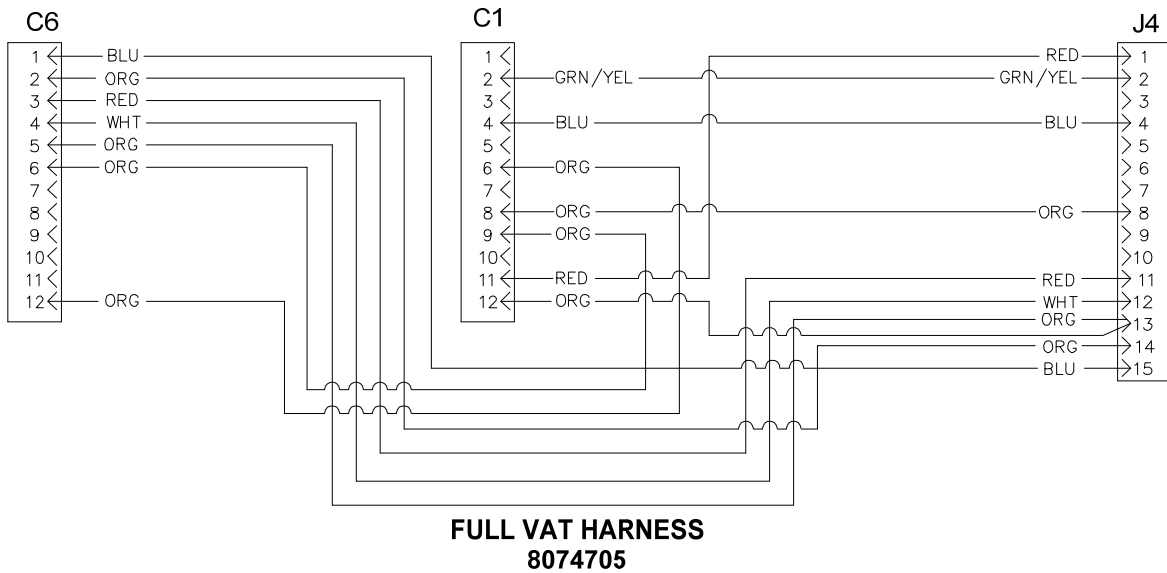 C6 C1 J4
1 BLU 1 RED 1
2 ORG 2 GRN/YEL GRN/YEL 2
3 RED 3 3
4 WHT 4 BLU BLU 4
5 ORG 5 5
6 ORG 6 ORG 6
7 7 7
8 8 ORG ORG 8
9 9 ORG 9
10 10 10
11 11 RED RED 11
12 ORG 12 ORG WHT 12
ORG 13
ORG 14
BLU 15
FULL VAT HARNESS
8074705